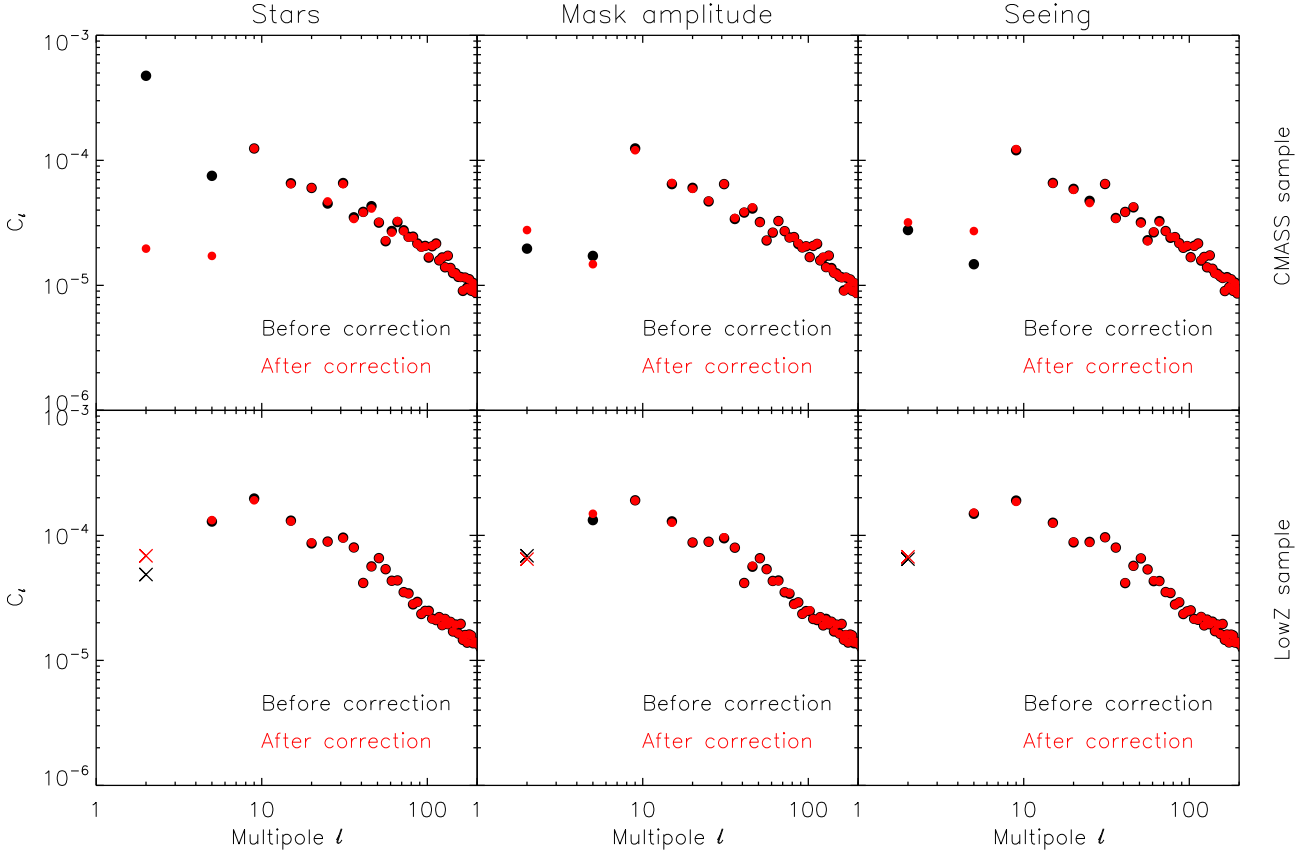 Stars Mask amplitude Seeing
10⁻³
10⁻⁴
10⁻⁵
10⁻⁶
Cℓ
Before correction
After correction
Before correction
After correction
Before correction
After correction
CMASS sample
10⁻³
10⁻⁴
10⁻⁵
10⁻⁶
Cℓ
Before correction
After correction
Before correction
After correction
Before correction
After correction
LowZ sample
1 10 100 1 10 100 1 10 100
Multipole ℓ Multipole ℓ Multipole ℓ